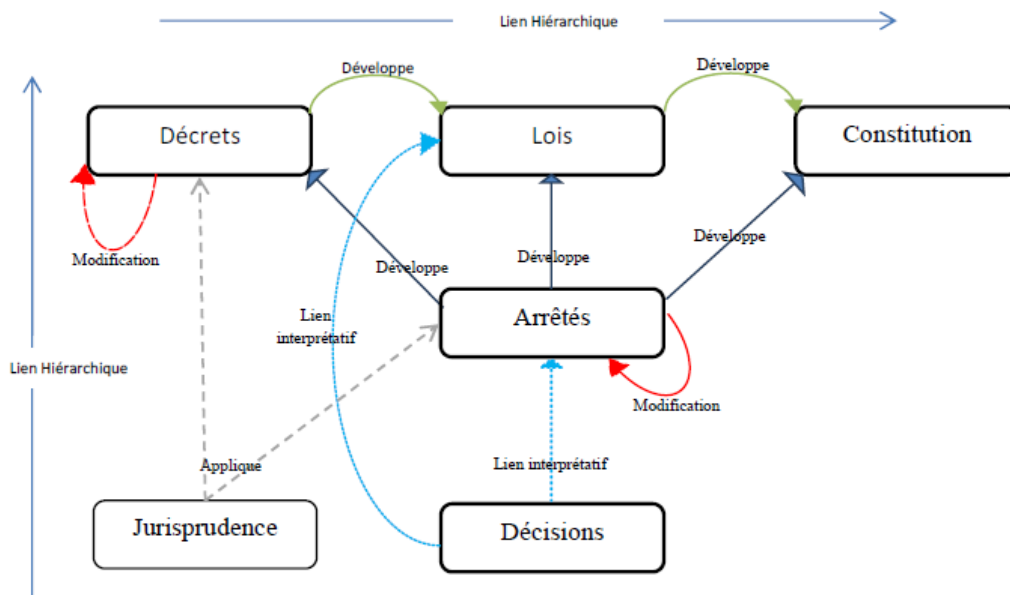 Lien Hiérarchique
Développe
Développe
Décrets
Lois
Constitution
Modification
Développe
Développe
Développe
Lien
interprétatif
Arrêtés
Lien Hiérarchique
Modification
Applique
Lien interprétatif
Jurisprudence
Décisions